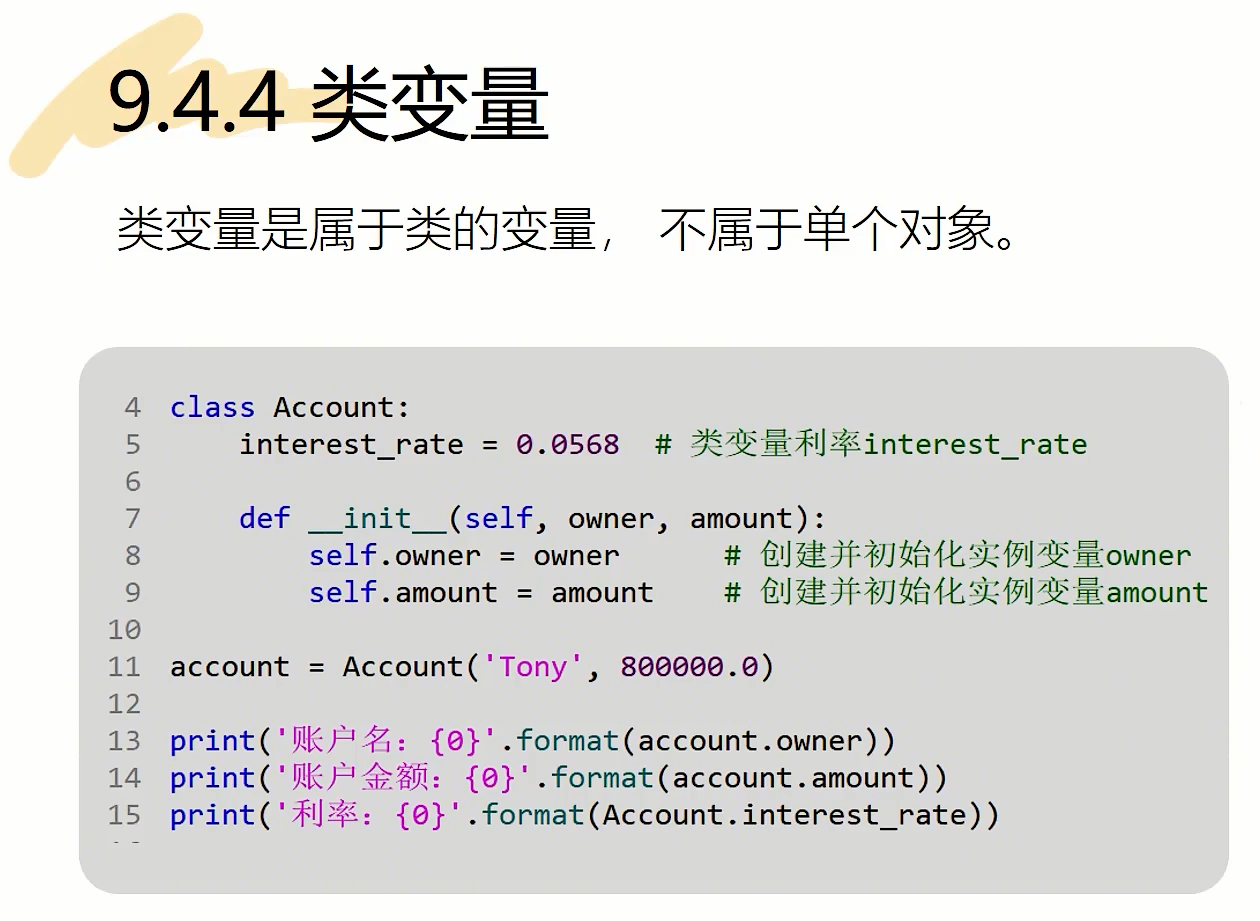 9.4.4 类变量
类变量是属于类的变量， 不属于单个对象。
4 class Account:
5     interest_rate = 0.0568  # 类变量利率interest_rate
6
7     def __init__(self, owner, amount):
8         self.owner = owner      # 创建并初始化实例变量owner
9         self.amount = amount    # 创建并初始化实例变量amount
10
11 account = Account('Tony', 800000.0)
12
13 print('账户名：{0}'.format(account.owner))
14 print('账户金额：{0}'.format(account.amount))
15 print('利率：{0}'.format(Account.interest_rate))